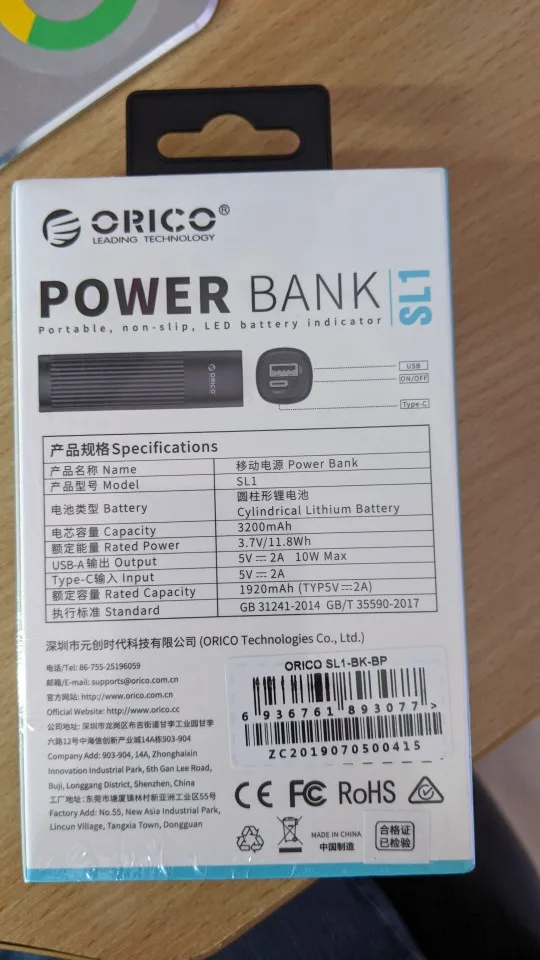 ORICO®
LEADING TECHNOLOGY
POWER BANK SL1
Portable, non-slip, LED battery indicator
ORICO
USB
ON/OFF
Type-C
产品规格Specifications
产品名称 Name 移动电源 Power Bank
产品型号 Model SL1
电池类型 Battery 圆柱形锂电池
Cylindrical Lithium Battery
电芯容量 Capacity 3200mAh
额定能量 Rated Power 3.7V/11.8Wh
USB-A输出 Output 5V⎓2A 10W Max
Type-C输入 Input 5V⎓2A
额定容量 Rated Capacity 1920mAh (TYP5V⎓2A)
执行标准 Standard GB 31241-2014 GB/T 35590-2017
深圳市元创时代科技有限公司 (ORICO Technologies Co., Ltd.)
电话/Tel: 86-755-25196059
邮箱/E-mail: supports@orico.com.cn
官方网站: http://www.orico.com.cn
Official Website: http://www.orico.cc
公司地址: 深圳市龙岗区布吉街道甘李工业园甘李
六路12号中海信创新产业城14A栋903-904
Company Add: 903-904, 14A, Zhonghaixin
Innovation Industrial Park, 6th Gan Lee Road,
Buji, Longgang District, Shenzhen, China
工厂地址: 东莞市塘厦镇林村新亚洲工业区55号
Factory Add: No.55, New Asia Industrial Park,
Lincun Village, Tangxia Town, Dongguan
ORICO SL1-BK-BP
6 936761 893077 >
ZC2019070500415
CE FC RoHS
MADE IN CHINA
中国制造
合格证
已检验